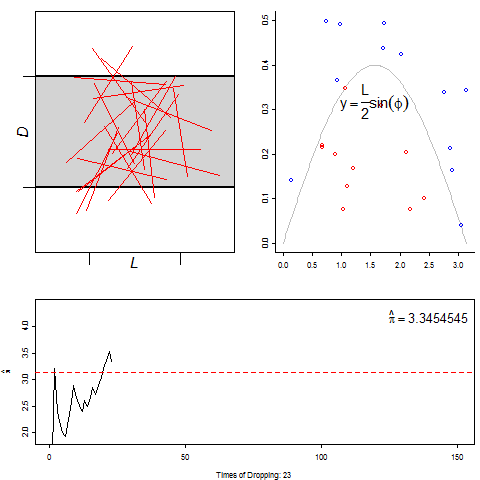 D
L
y = L/2 sin(ϕ)
0.0 0.1 0.2 0.3 0.4 0.5
0.0 0.5 1.0 1.5 2.0 2.5 3.0
π̂ = 3.3454545
π̂
2.0 2.5 3.0 3.5 4.0
0 50 100 150
Times of Dropping: 23